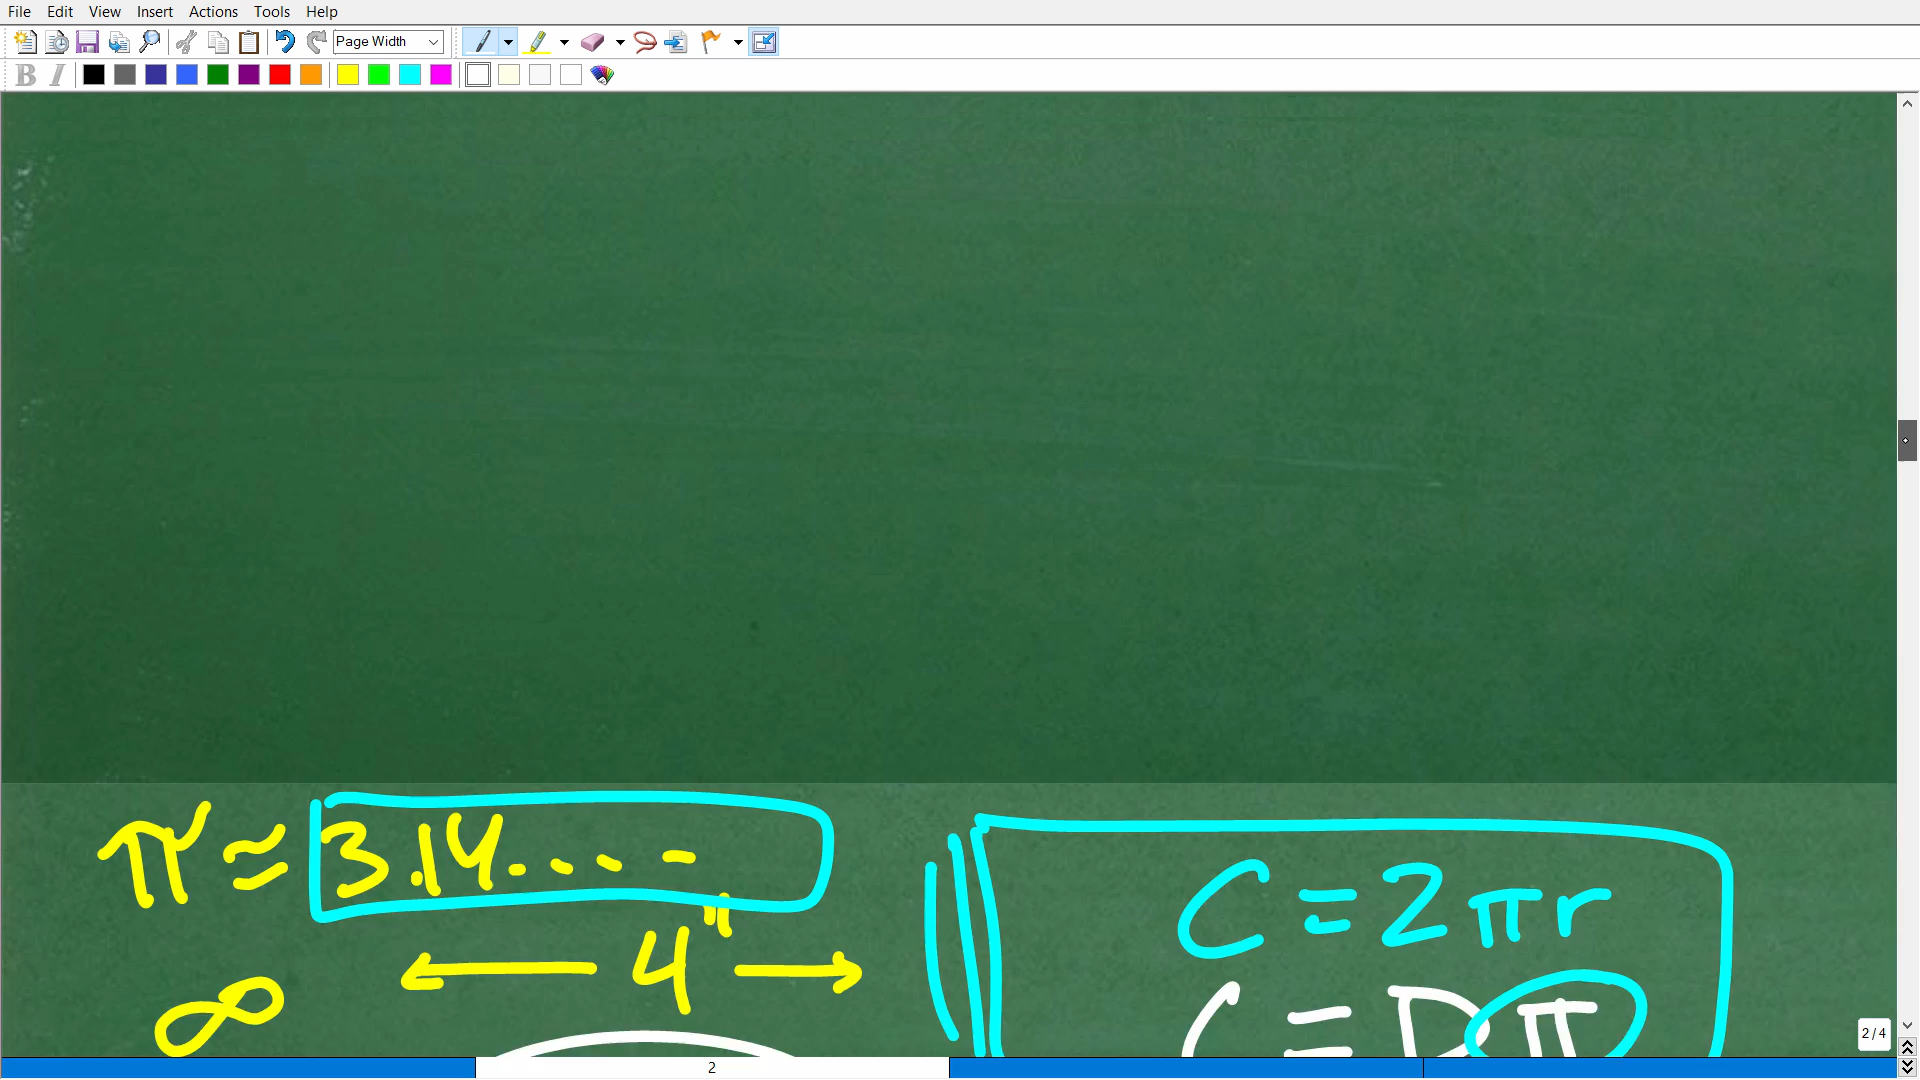 File Edit View Insert Actions Tools Help
Page Width
B I
π ≈ 3.14....-
4"
∞
C = 2πr
C = Dπ
2 / 4
2